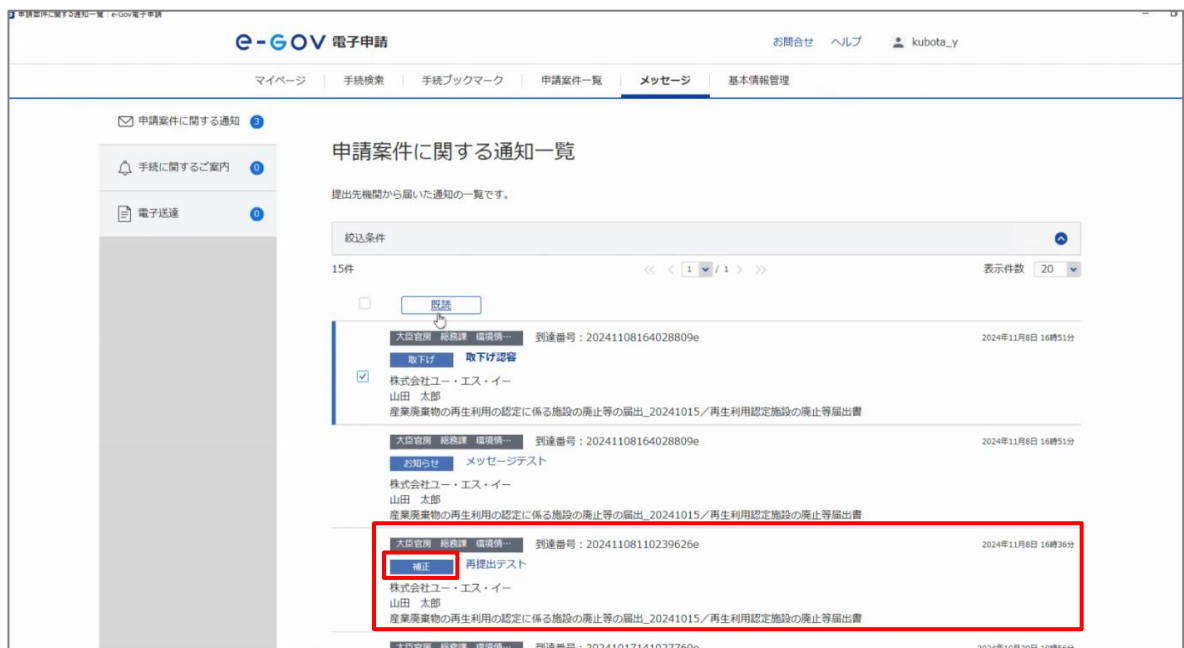 申請案件に関する通知一覧｜e-Gov電子申請
e-GOV 電子申請
お問合せ ヘルプ kubota_y
マイページ 手続検索 手続ブックマーク 申請案件一覧 メッセージ 基本情報管理
申請案件に関する通知 3
手続に関するご案内 0
電子送達 0
申請案件に関する通知一覧
提出先機関から届いた通知の一覧です。
絞込条件
15件 1 / 1 表示件数 20
既読
大臣官房 総務課 環境情… 到達番号：20241108164028809e 2024年11月8日 16時51分
取下げ 取下げ認容
株式会社ユー・エス・イー
山田 太郎
産業廃棄物の再生利用の認定に係る施設の廃止等の届出_20241015／再生利用認定施設の廃止等届出書
大臣官房 総務課 環境情… 到達番号：20241108164028809e 2024年11月8日 16時51分
お知らせ メッセージテスト
株式会社ユー・エス・イー
山田 太郎
産業廃棄物の再生利用の認定に係る施設の廃止等の届出_20241015／再生利用認定施設の廃止等届出書
大臣官房 総務課 環境情… 到達番号：20241108110239626e 2024年11月8日 16時36分
補正 再提出テスト
株式会社ユー・エス・イー
山田 太郎
産業廃棄物の再生利用の認定に係る施設の廃止等の届出_20241015／再生利用認定施設の廃止等届出書
大臣官房 総務課 環境情… 到達番号：20241017141027760e